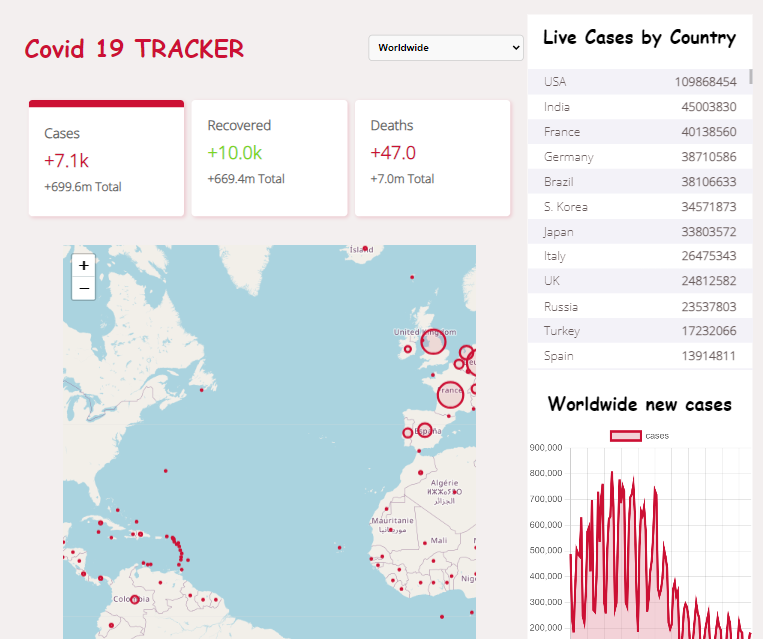 Covid 19 TRACKER
Worldwide
Cases
+7.1k
+699.6m Total
Recovered
+10.0k
+669.4m Total
Deaths
+47.0
+7.0m Total
+
−
Ísland
United Kingdom
France
España
Algérie
ⵍⵣⵣⴰⵢⴻⵔ
الجزائر
Mauritanie
موريتانيا
Mali
Nig
Colombia
Live Cases by Country
USA 109868454
India 45003830
France 40138560
Germany 38710586
Brazil 38106633
S. Korea 34571873
Japan 33803572
Italy 26475343
UK 24812582
Russia 23537803
Turkey 17232066
Spain 13914811
Worldwide new cases
cases
900,000
800,000
700,000
600,000
500,000
400,000
300,000
200,000